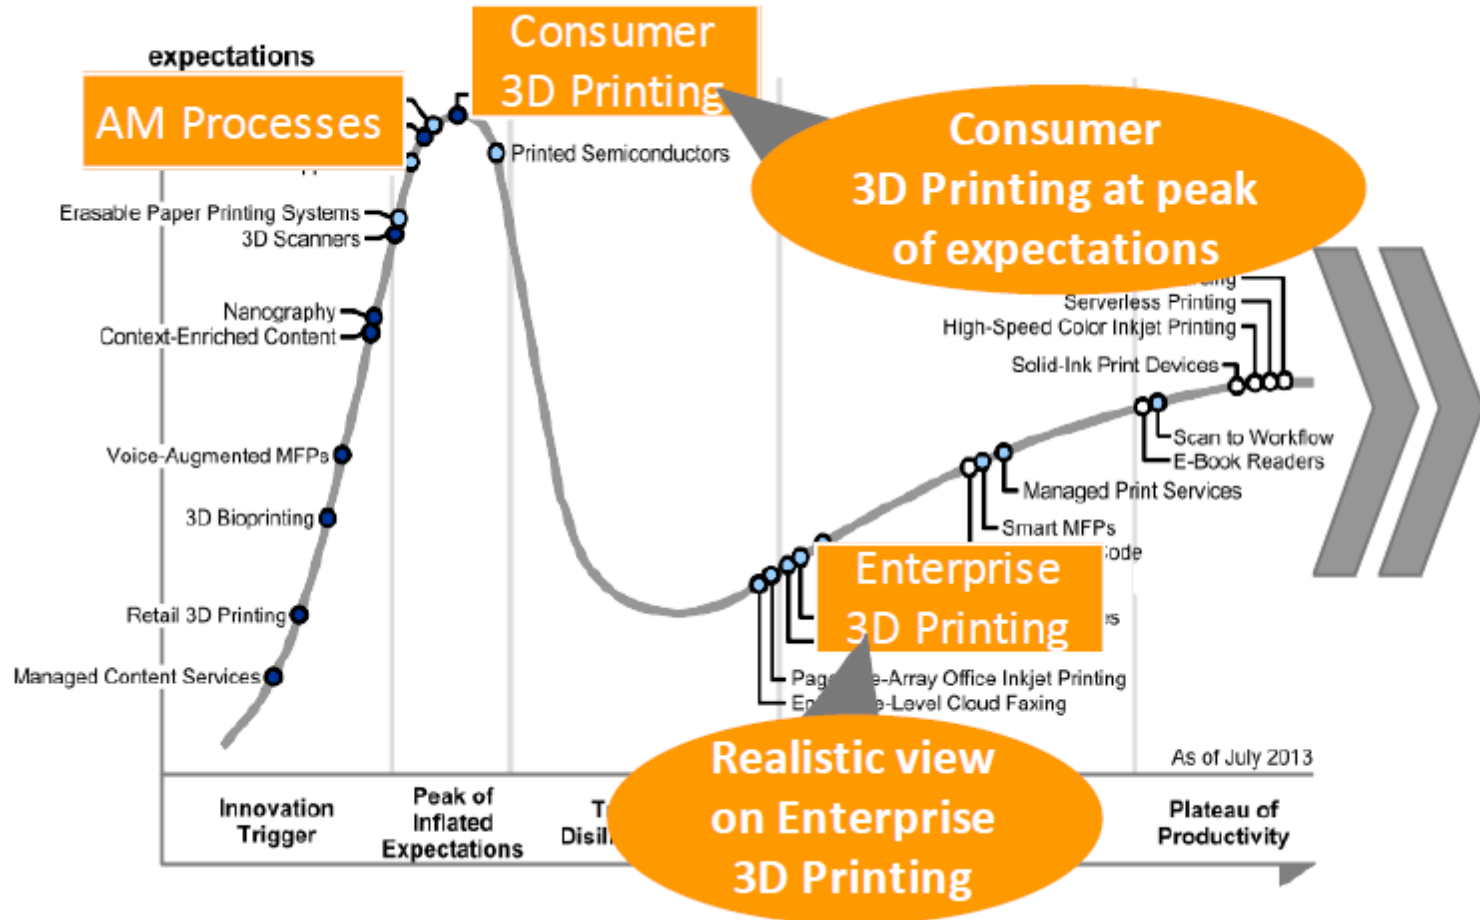 expectations
Consumer
3D Printing
AM Processes
Consumer
3D Printing at peak
of expectations
Printed Semiconductors
Erasable Paper Printing Systems
3D Scanners
Nanography
Context-Enriched Content
Serverless Printing
High-Speed Color Inkjet Printing
Solid-Ink Print Devices
Voice-Augmented MFPs
Scan to Workflow
E-Book Readers
Managed Print Services
3D Bioprinting
Smart MFPs
Enterprise
3D Printing
Retail 3D Printing
Managed Content Services
-Array Office Inkjet Printing
-Level Cloud Faxing
Realistic view
on Enterprise
3D Printing
As of July 2013
Innovation
Trigger
Peak of
Inflated
Expectations
Plateau of
Productivity